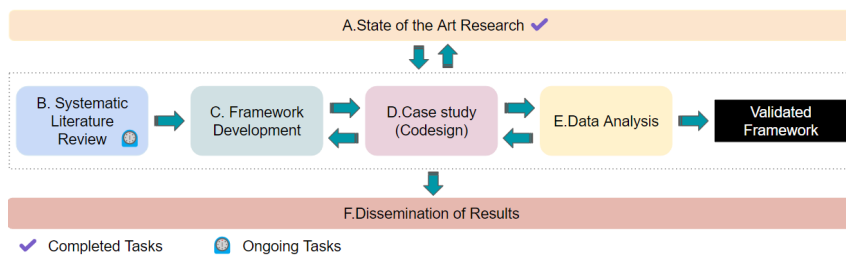 A.State of the Art Research
B. Systematic
Literature
Review
C. Framework
Development
D.Case study
(Codesign)
E.Data Analysis
Validated
Framework
F.Dissemination of Results
Completed Tasks
Ongoing Tasks